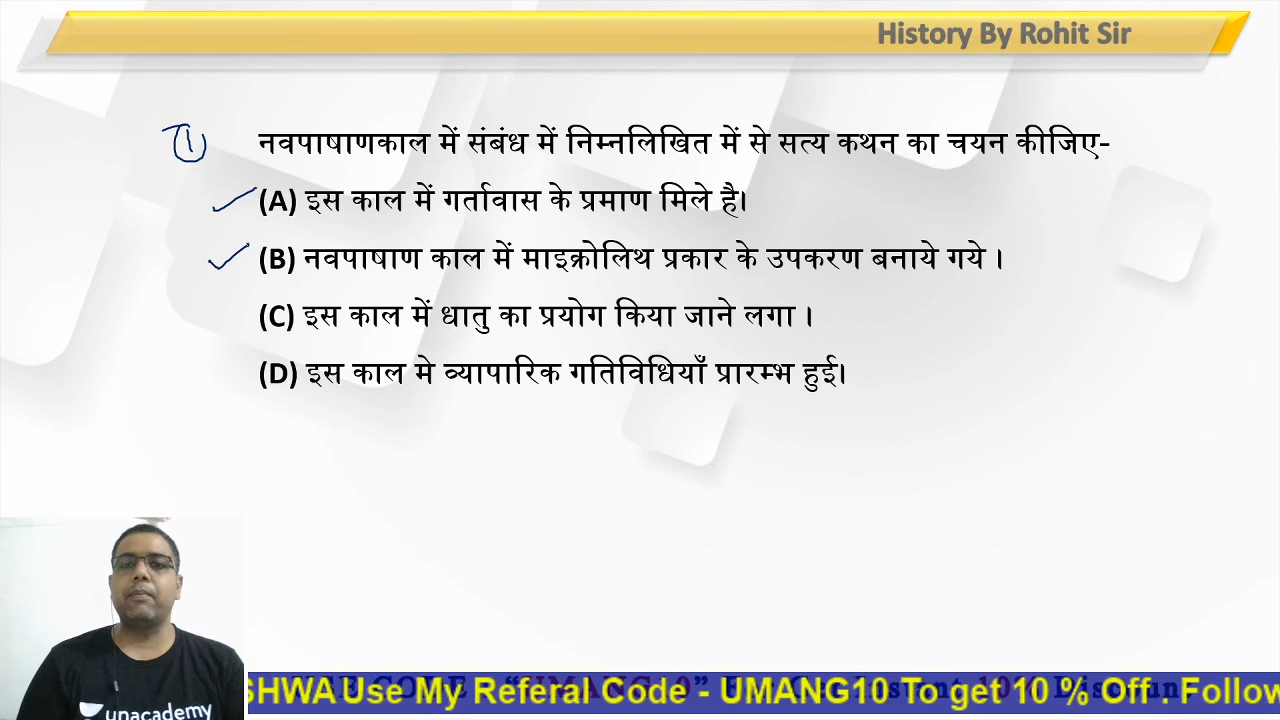 History By Rohit Sir
① नवपाषाणकाल में संबंध में निम्नलिखित में से सत्य कथन का चयन कीजिए-
(A) इस काल में गर्तावास के प्रमाण मिले है।
(B) नवपाषाण काल में माइक्रोलिथ प्रकार के उपकरण बनाये गये ।
(C) इस काल में धातु का प्रयोग किया जाने लगा ।
(D) इस काल मे व्यापारिक गतिविधियाँ प्रारम्भ हुई।
unacademy
SHWA Use My Referal Code - UMANG10 To get 10 % Off . Follow